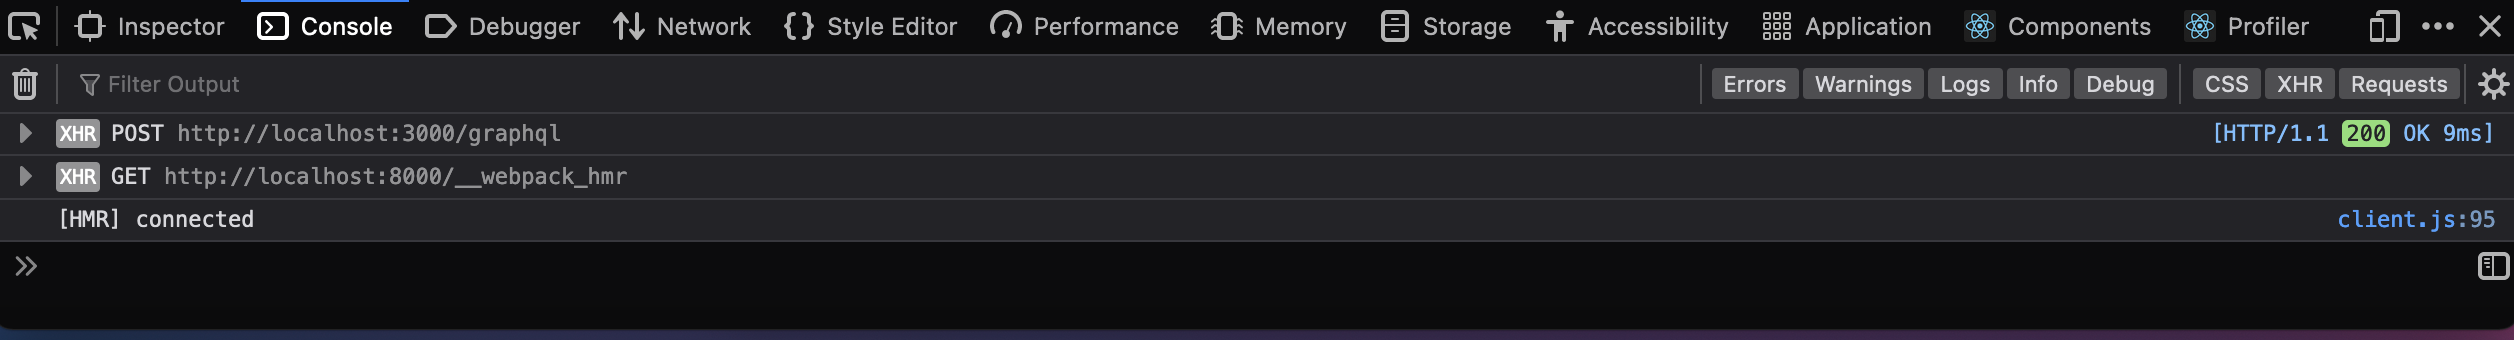 Inspector Console Debugger Network {} Style Editor Performance Memory Storage Accessibility Application Components Profiler
Filter Output Errors Warnings Logs Info Debug CSS XHR Requests
XHR POST http://localhost:3000/graphql [HTTP/1.1 200 OK 9ms]
XHR GET http://localhost:8000/__webpack_hmr
[HMR] connected client.js:95